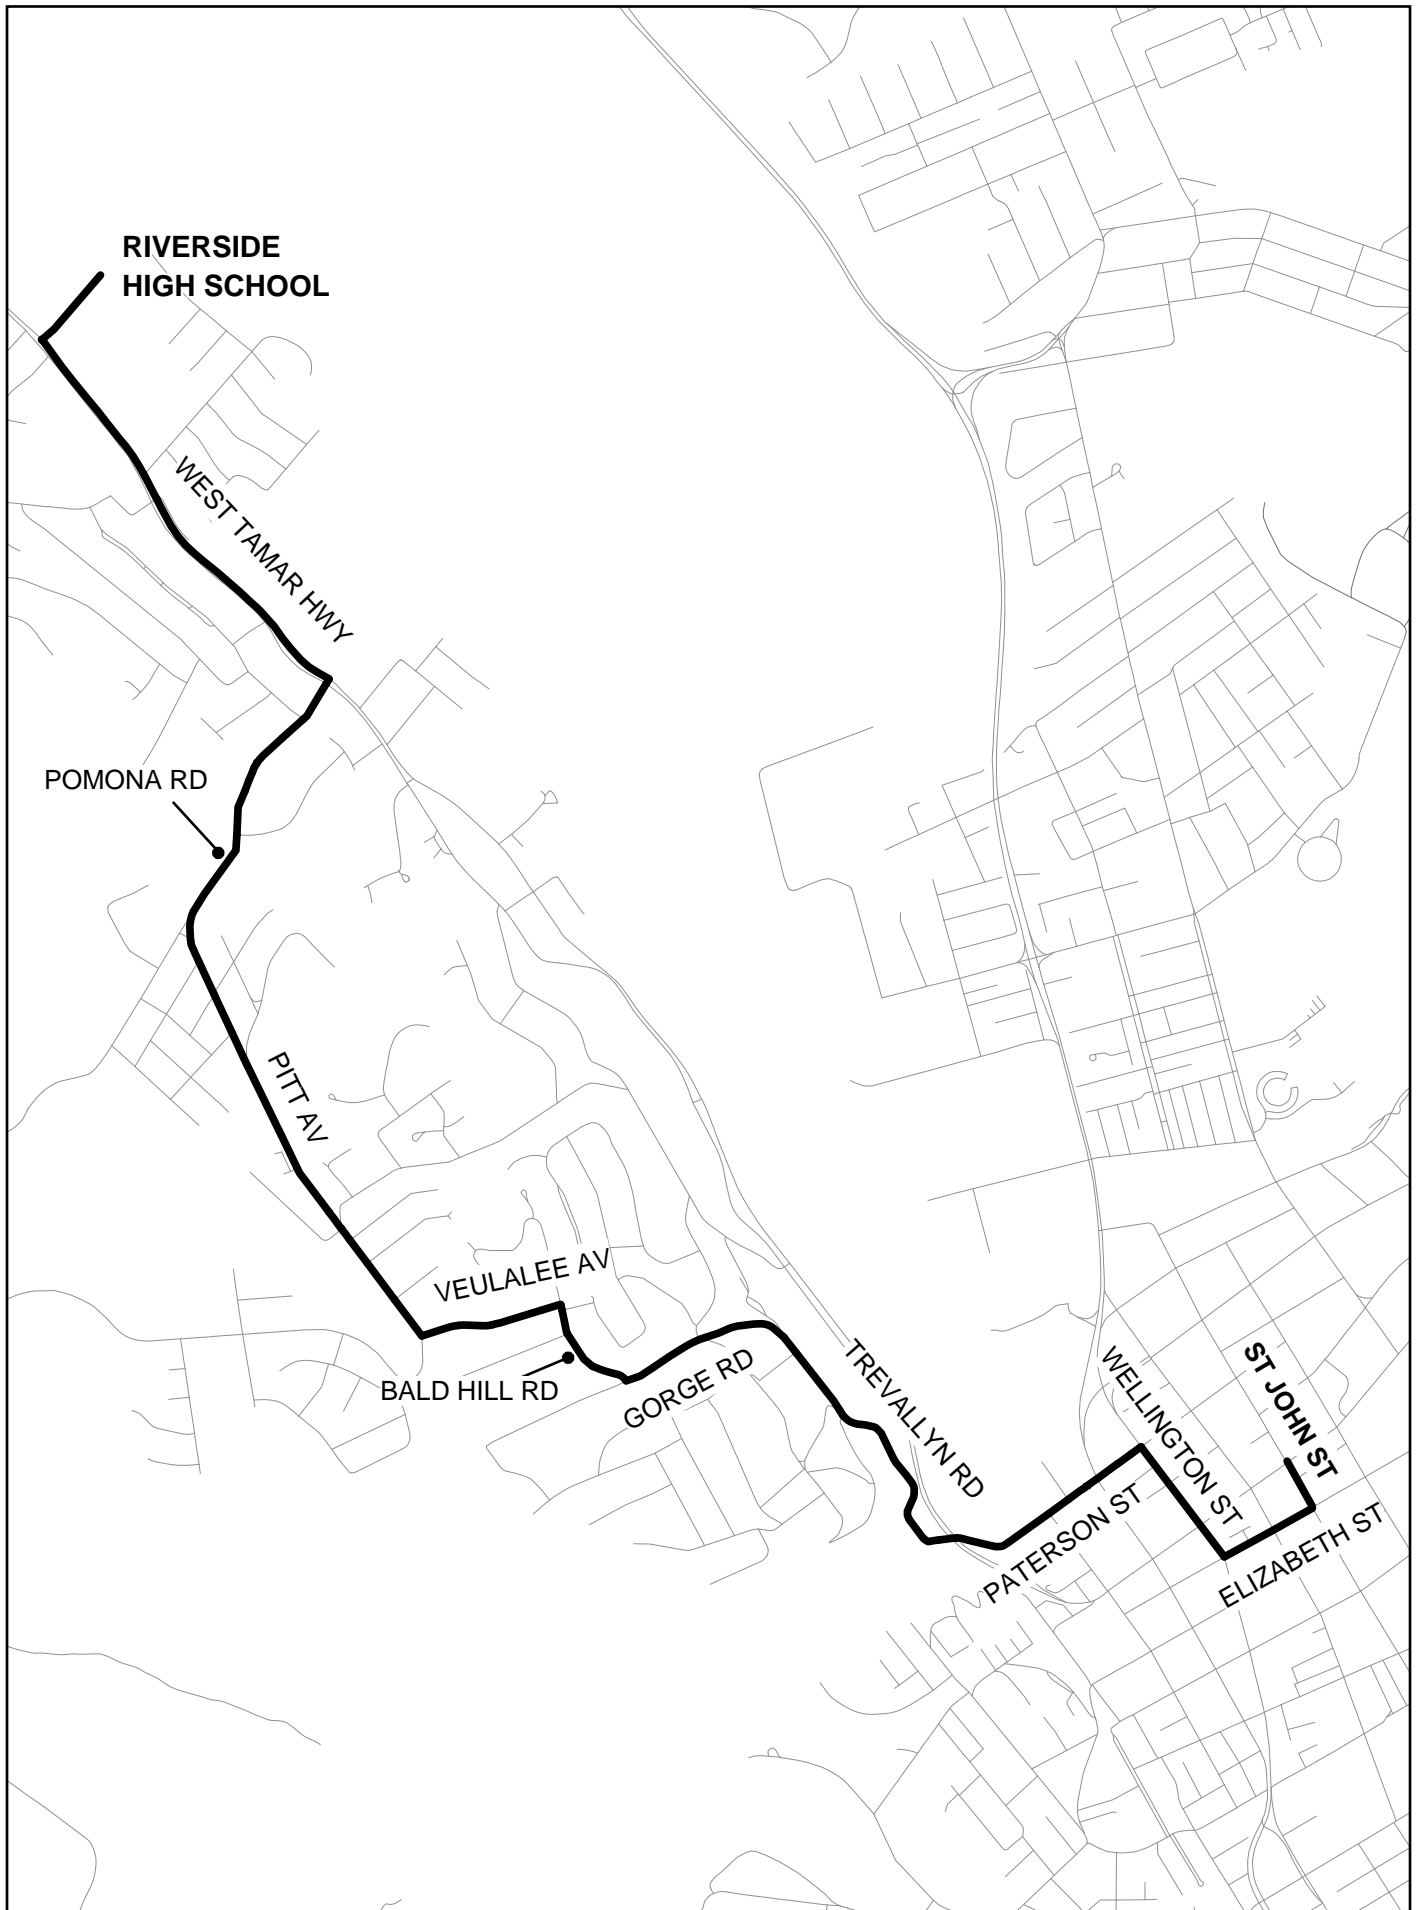 RIVERSIDE
HIGH SCHOOL
WEST TAMAR HWY
POMONA RD
PITT AV
VEULALEE AV
BALD HILL RD
GORGE RD
TREVALLYN RD
WELLINGTON ST
ST JOHN ST
PATERSON ST
ELIZABETH ST